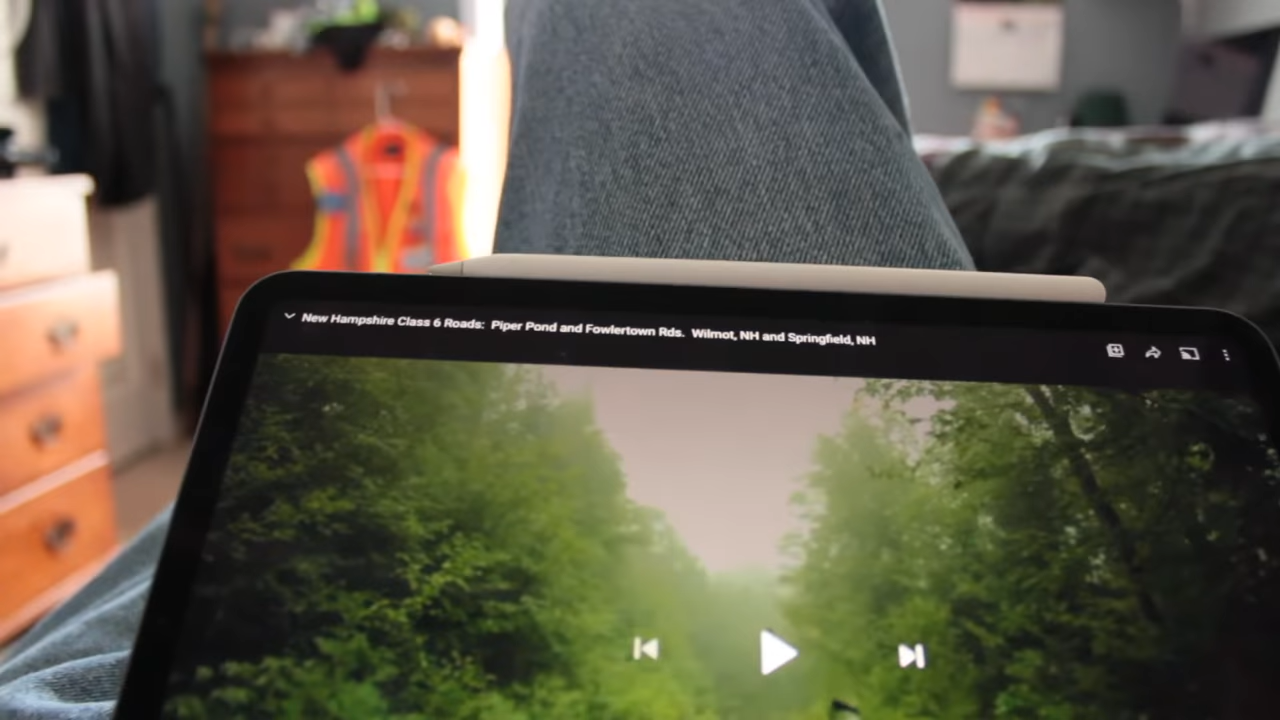 New Hampshire Class 6 Roads: Piper Pond and Fowlertown Rds. Wilmot, NH and Springfield, NH